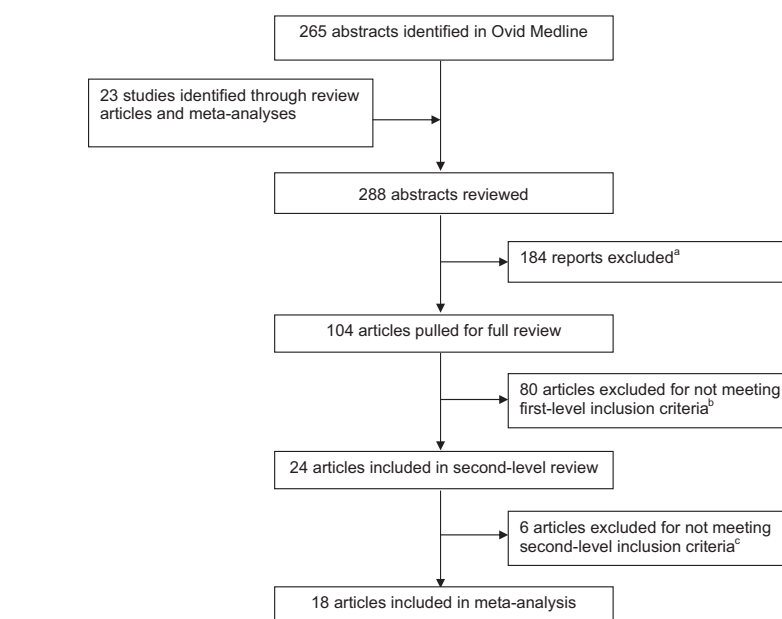 265 abstracts identified in Ovid Medline
23 studies identified through review
articles and meta-analyses
288 abstracts reviewed
184 reports excludedᵃ
104 articles pulled for full review
80 articles excluded for not meeting
first-level inclusion criteriaᵇ
24 articles included in second-level review
6 articles excluded for not meeting
second-level inclusion criteriaᶜ
18 articles included in meta-analysis